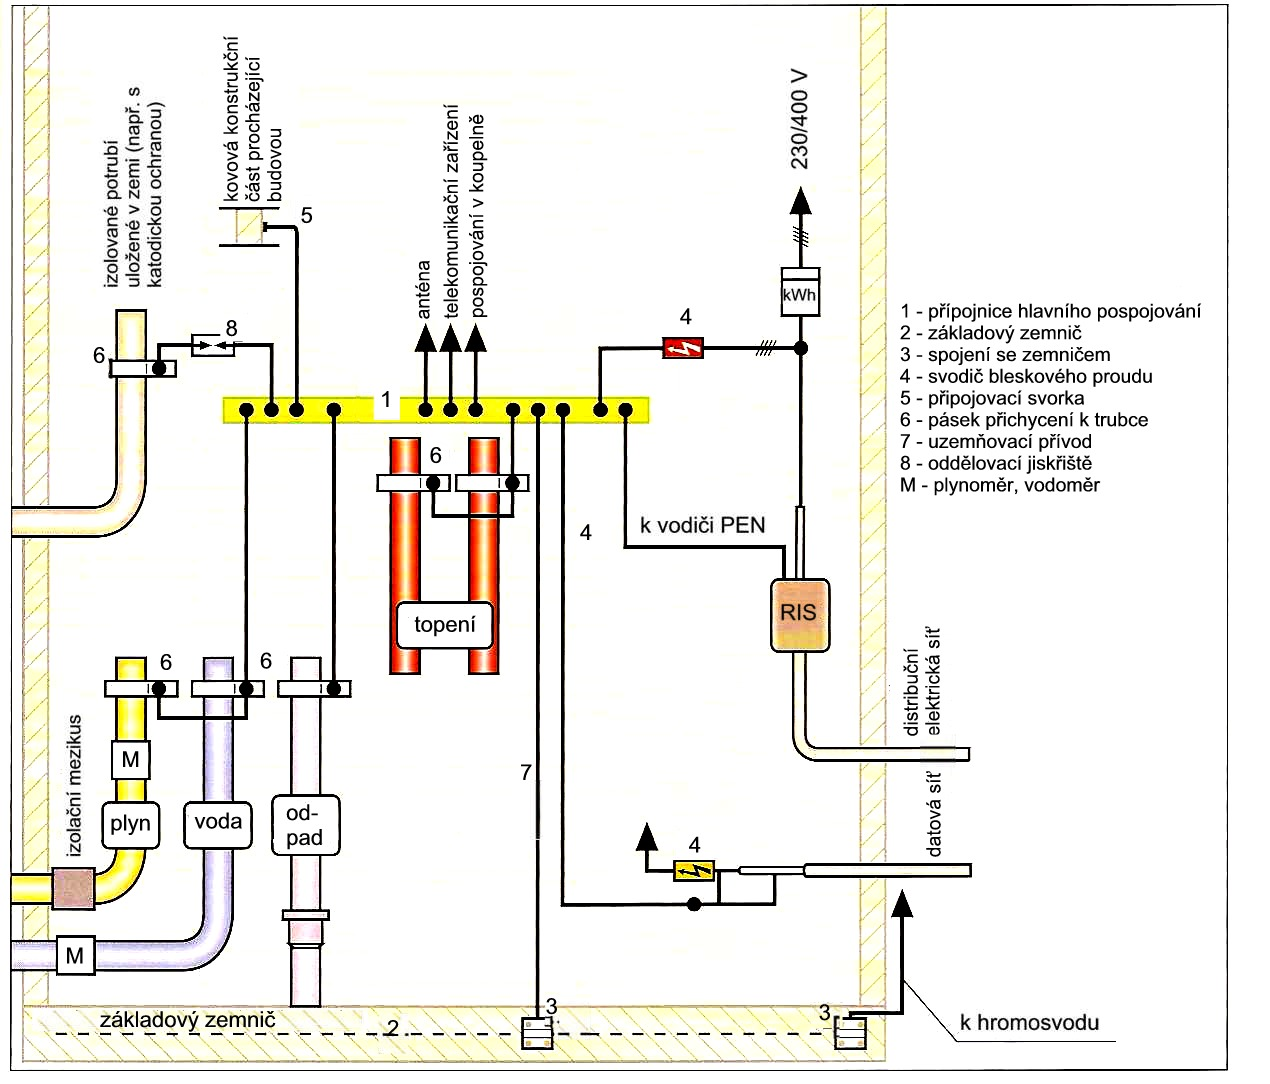 izolované potrubí
uložené v zemi (např. s
katodickou ochranou)
kovová konstrukční
část procházející
budovou
5
6
8
anténa
telekomunikační zařízení
pospojování v koupelně
230/400 V
kWh
4
1
1 - přípojnice hlavního pospojování
2 - základový zemnič
3 - spojení se zemničem
4 - svodič bleskového proudu
5 - připojovací svorka
6 - pásek přichycení k trubce
7 - uzemňovací přívod
8 - oddělovací jiskřiště
M - plynoměr, vodoměr
6
4
k vodiči PEN
RIS
topení
distribuční
elektrická síť
datová síť
6
6
izolační mezikus
M
plyn
voda
od-
pad
7
4
M
3
3
základový zemnič
2
k hromosvodu